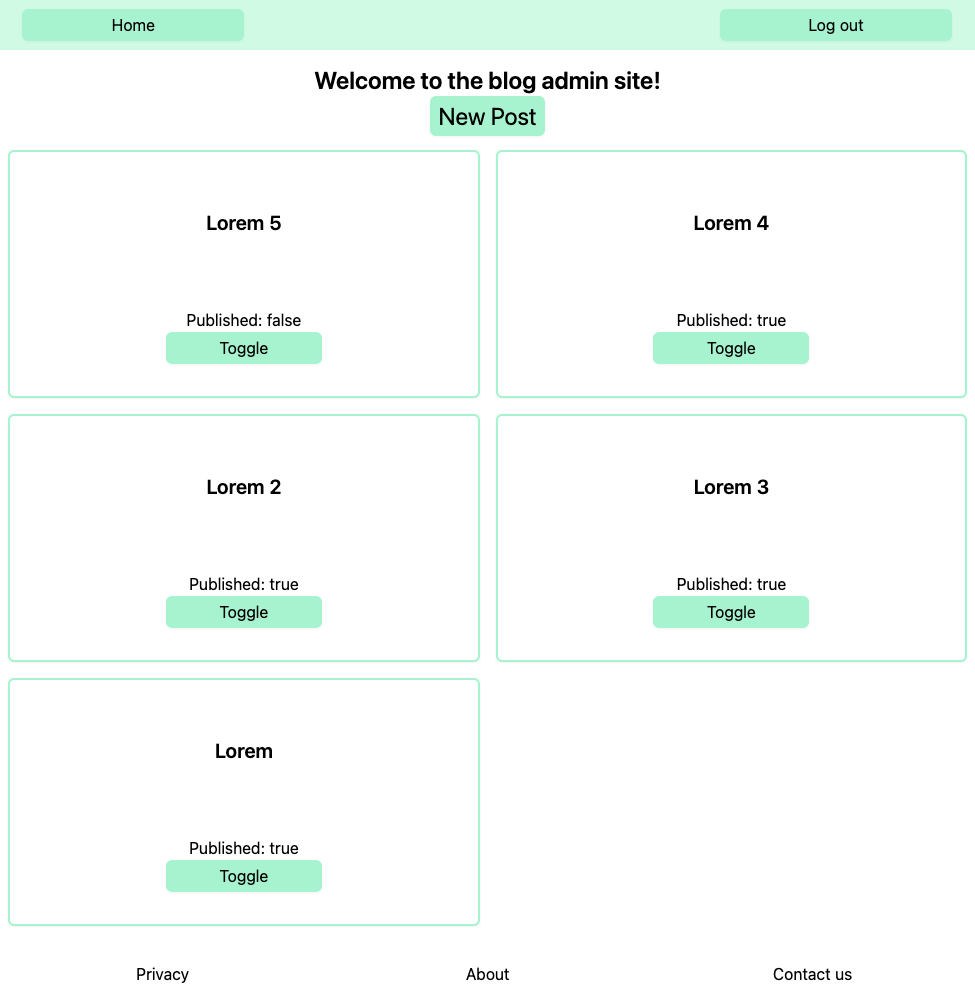 Home
Log out
Welcome to the blog admin site!
New Post
Lorem 5
Published: false
Toggle
Lorem 4
Published: true
Toggle
Lorem 2
Published: true
Toggle
Lorem 3
Published: true
Toggle
Lorem
Published: true
Toggle
Privacy
About
Contact us